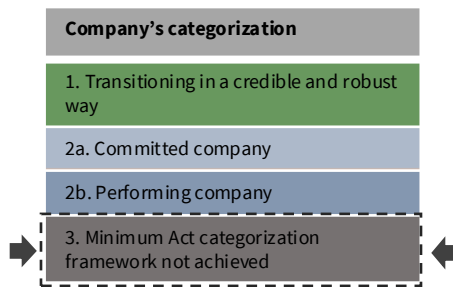 Company's categorization
1. Transitioning in a credible and robust
way
2a. Committed company
2b. Performing company
3. Minimum Act categorization
framework not achieved